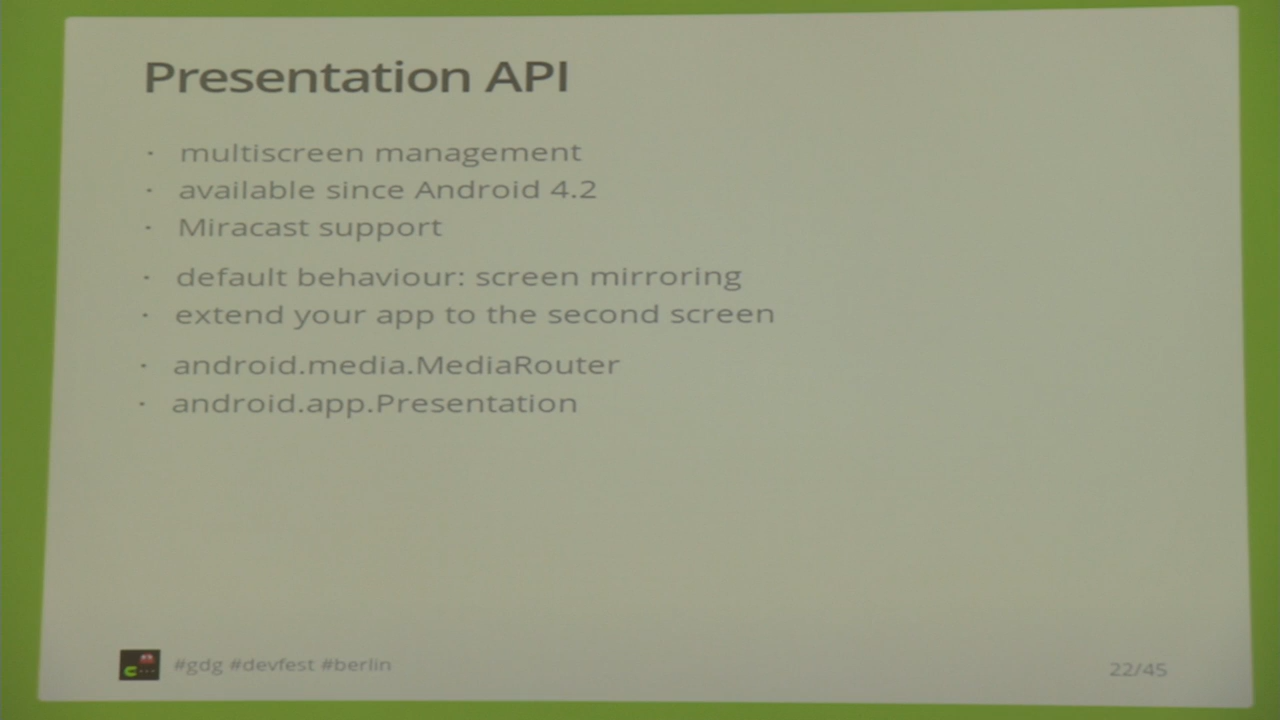 Presentation API
· multiscreen management
· available since Android 4.2
· Miracast support
· default behaviour: screen mirroring
· extend your app to the second screen
· android.media.MediaRouter
· android.app.Presentation
#gdg #devfest #berlin
22/45